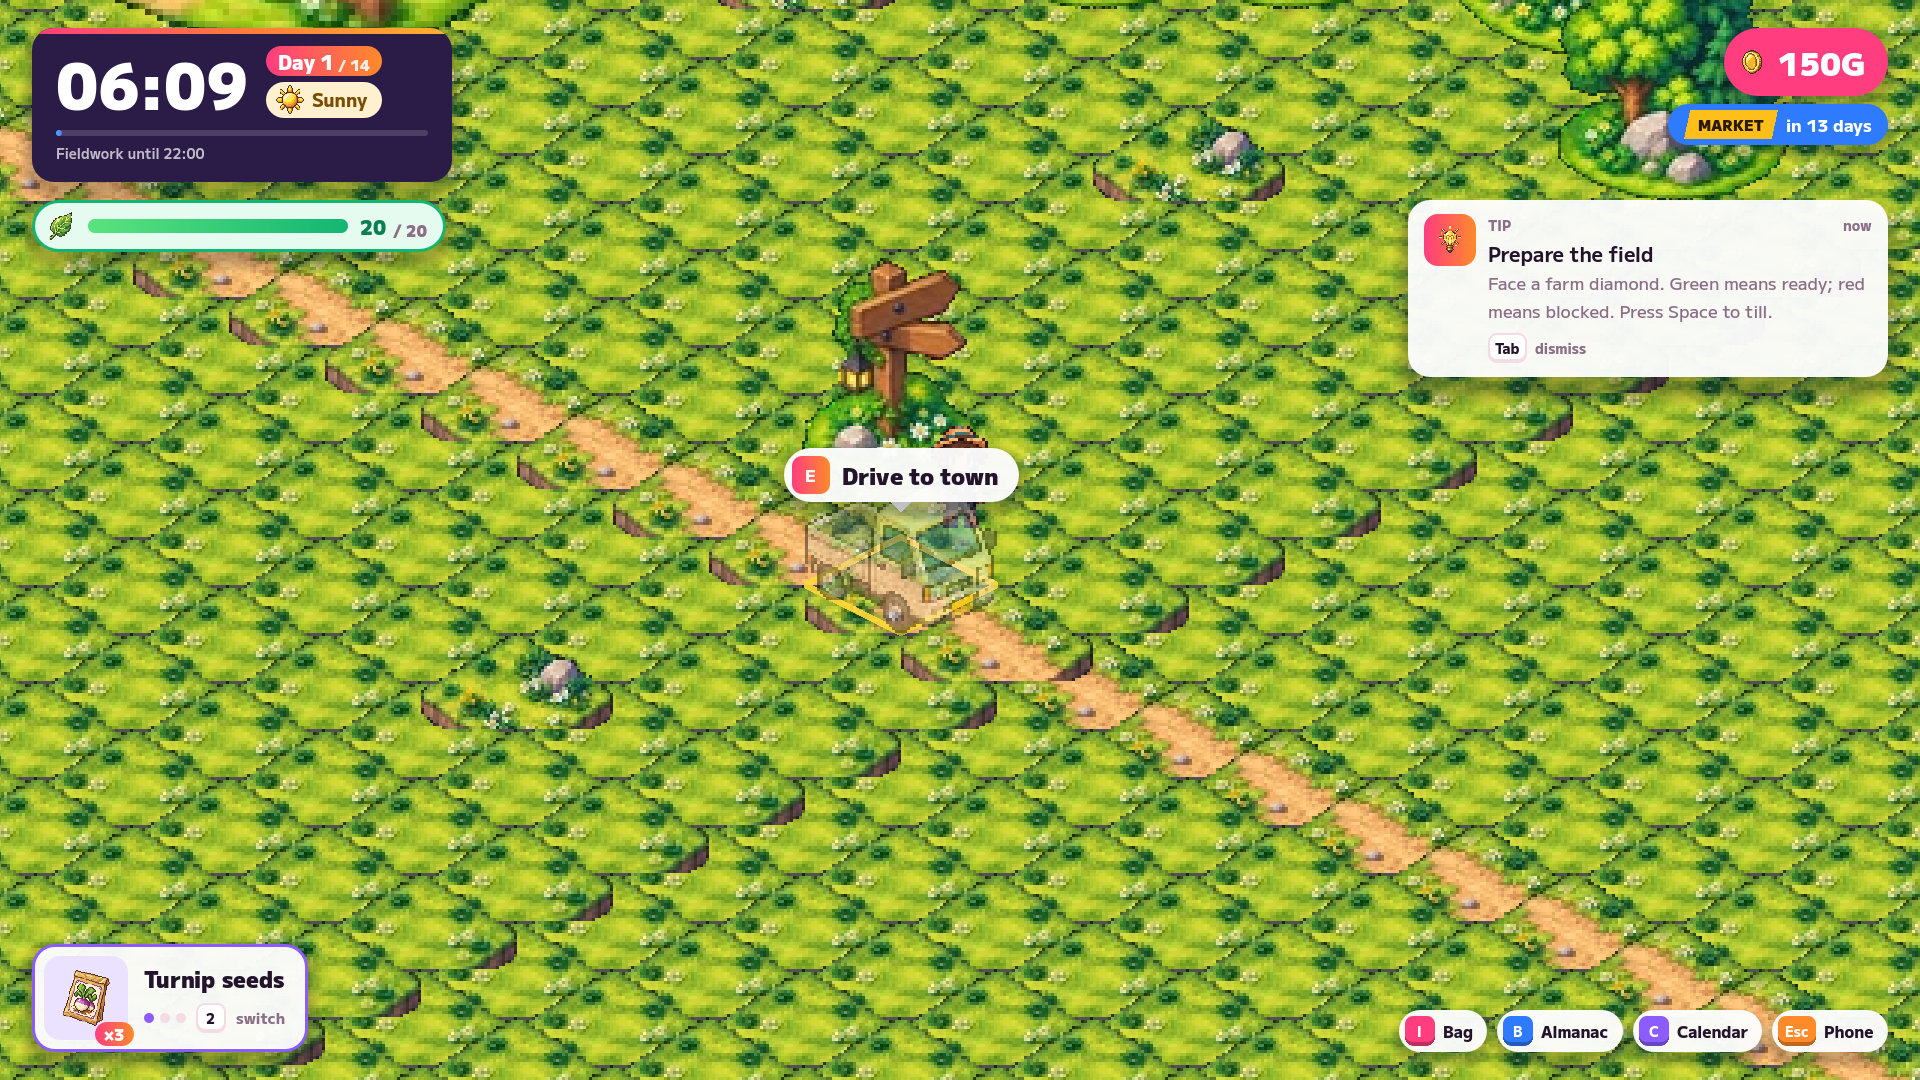 06:09
Day 1 / 14
Sunny
Fieldwork until 22:00
20 / 20
150G
MARKET in 13 days
TIP now
Prepare the field
Face a farm diamond. Green means ready; red
means blocked. Press Space to till.
Tab dismiss
E Drive to town
Turnip seeds
x3
2 switch
I Bag
B Almanac
C Calendar
Esc Phone